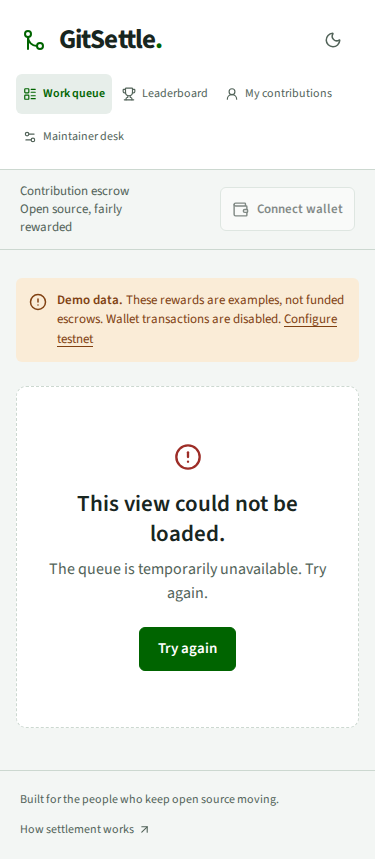 GitSettle.
Work queue
Leaderboard
My contributions
Maintainer desk
Contribution escrow
Open source, fairly
rewarded
Connect wallet
Demo data. These rewards are examples, not funded
escrows. Wallet transactions are disabled. Configure
testnet
This view could not be
loaded.
The queue is temporarily unavailable. Try
again.
Try again
Built for the people who keep open source moving.
How settlement works